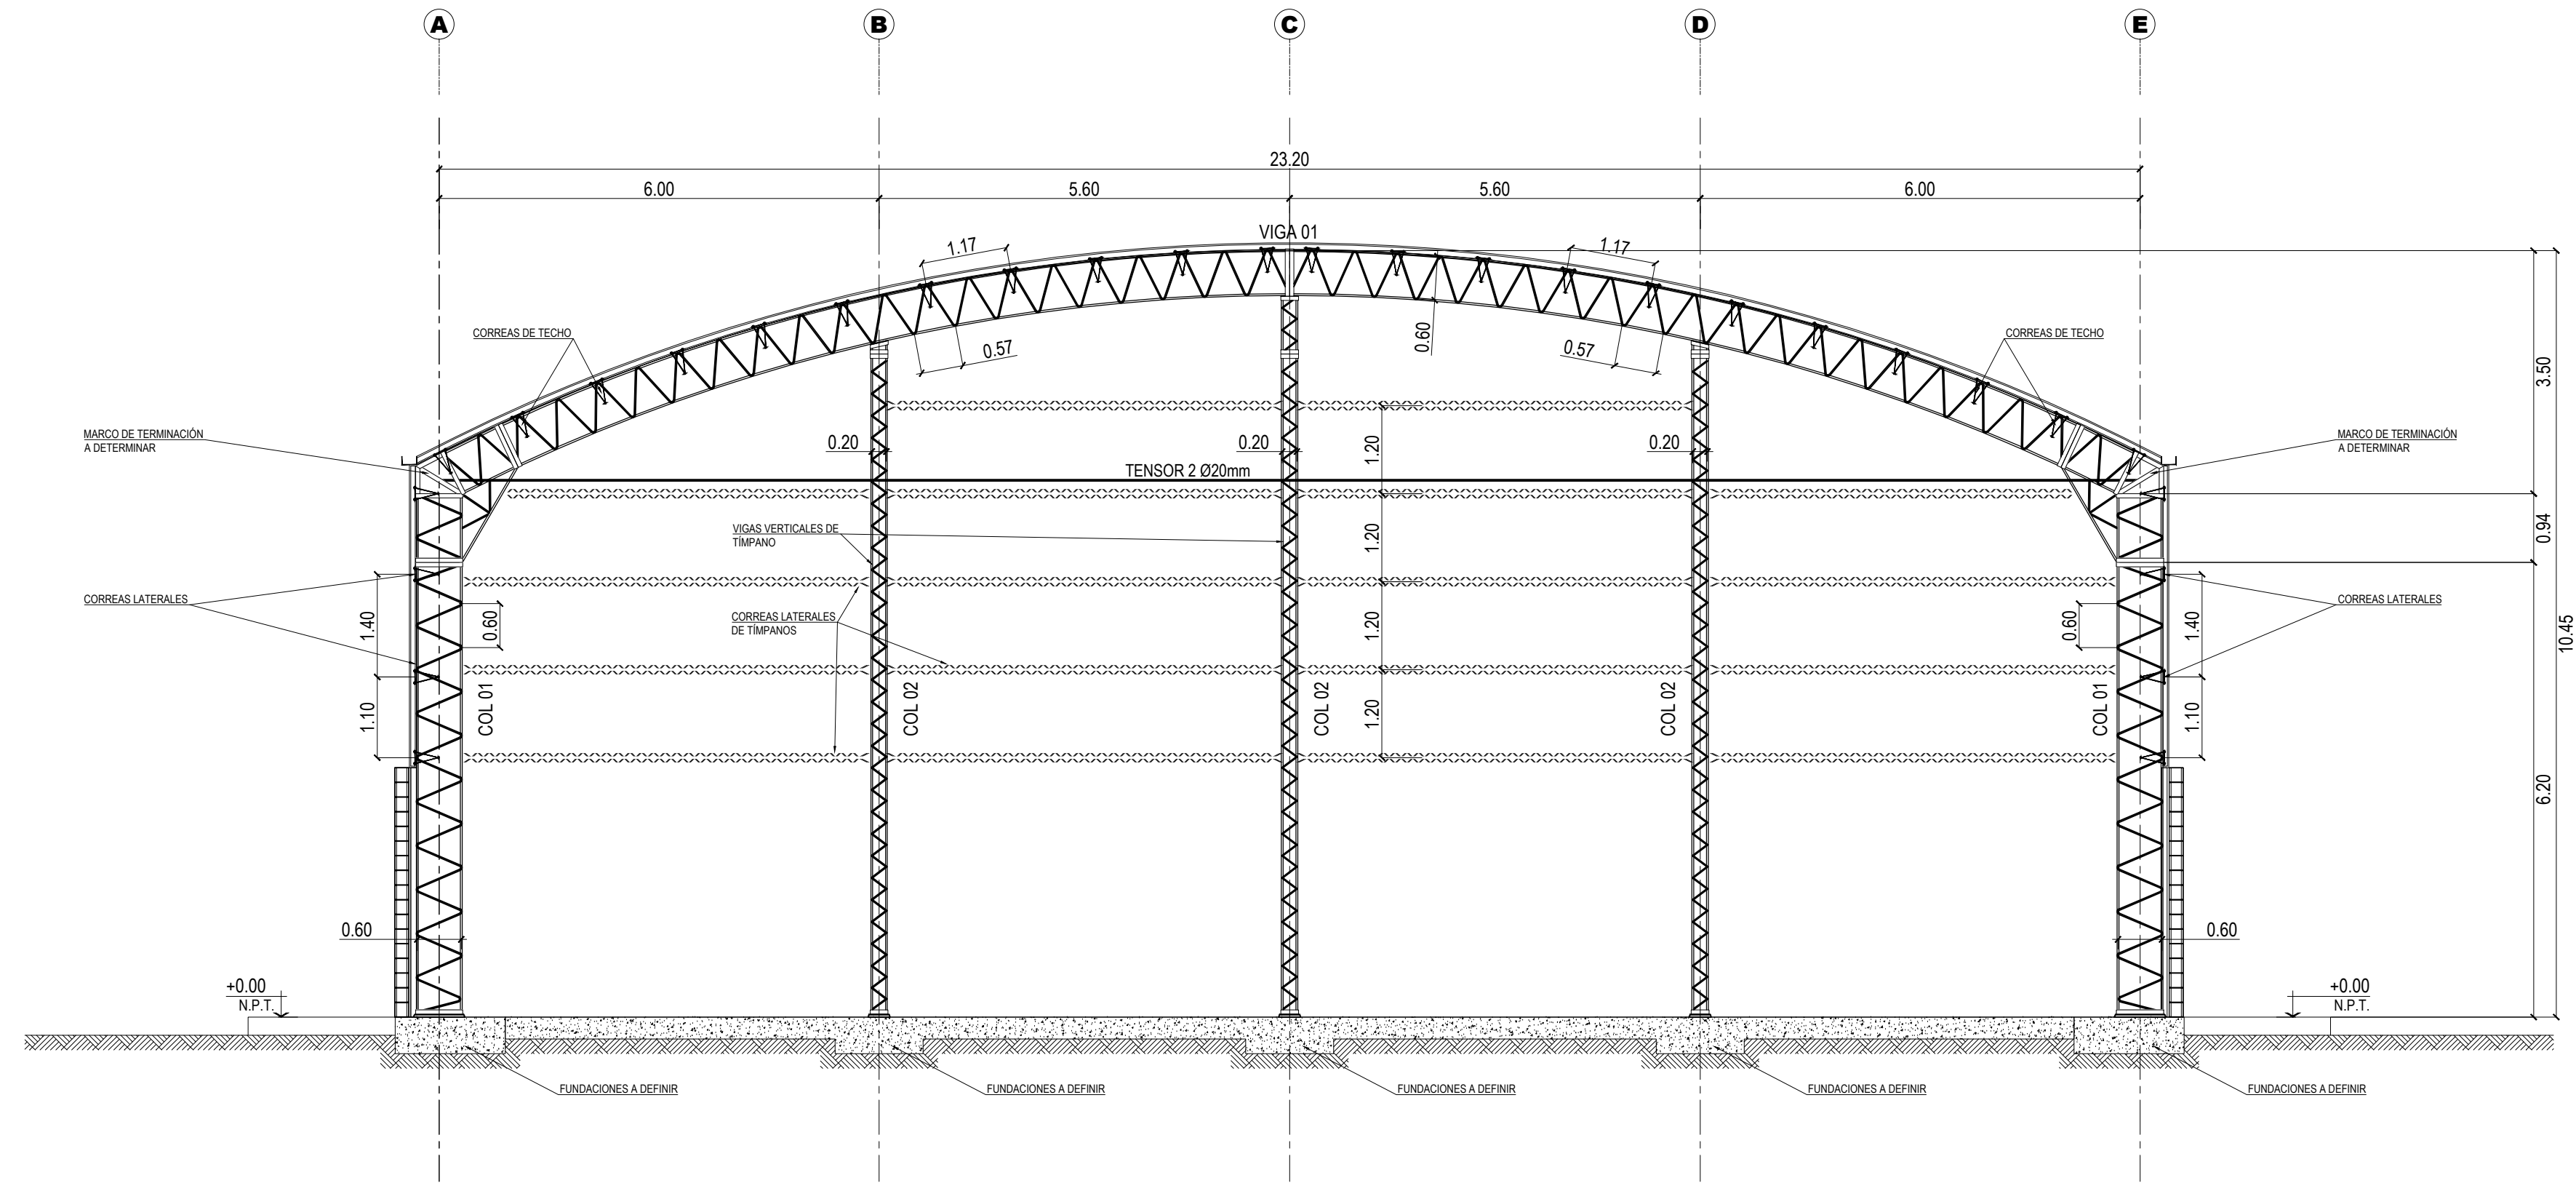 A
B
C
D
E
23.20
6.00
5.60
5.60
6.00
VIGA 01
1.17
1.17
CORREAS DE TECHO
CORREAS DE TECHO
0.57
0.60
0.57
3.50
MARCO DE TERMINACIÓN
A DETERMINAR
0.20
0.20
1.20
0.20
MARCO DE TERMINACIÓN
A DETERMINAR
TENSOR 2 Ø20mm
VIGAS VERTICALES DE
TÍMPANO
1.20
0.94
CORREAS LATERALES
1.40
0.60
CORREAS LATERALES
DE TÍMPANOS
1.20
0.60
1.40
CORREAS LATERALES
10.45
1.10
COL 01
COL 02
COL 02
1.20
COL 02
COL 01
1.10
6.20
0.60
0.60
+0.00
N.P.T.
+0.00
N.P.T.
FUNDACIONES A DEFINIR
FUNDACIONES A DEFINIR
FUNDACIONES A DEFINIR
FUNDACIONES A DEFINIR
FUNDACIONES A DEFINIR